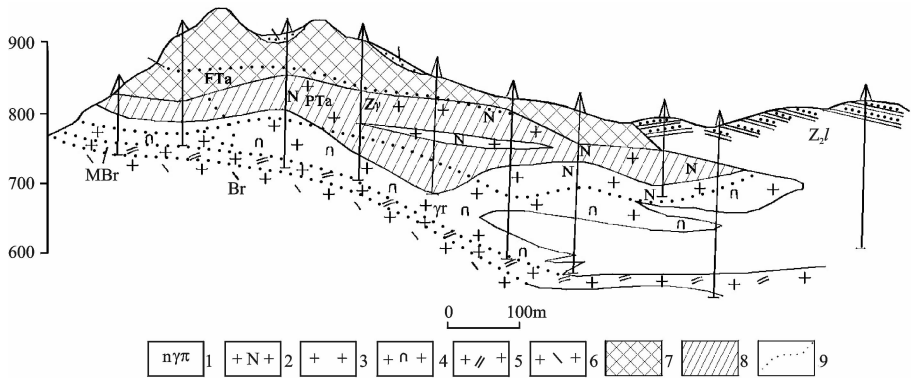 900
800
700
600
FTa
N
PTa
Zγ
N
N
N
N
N
N
Z₂l
MBr
Br
γr
0 100m
nγπ 1 +N+ 2 + + 3 +∩+ 4 +//+ 5 +\+ 6 7 8 9